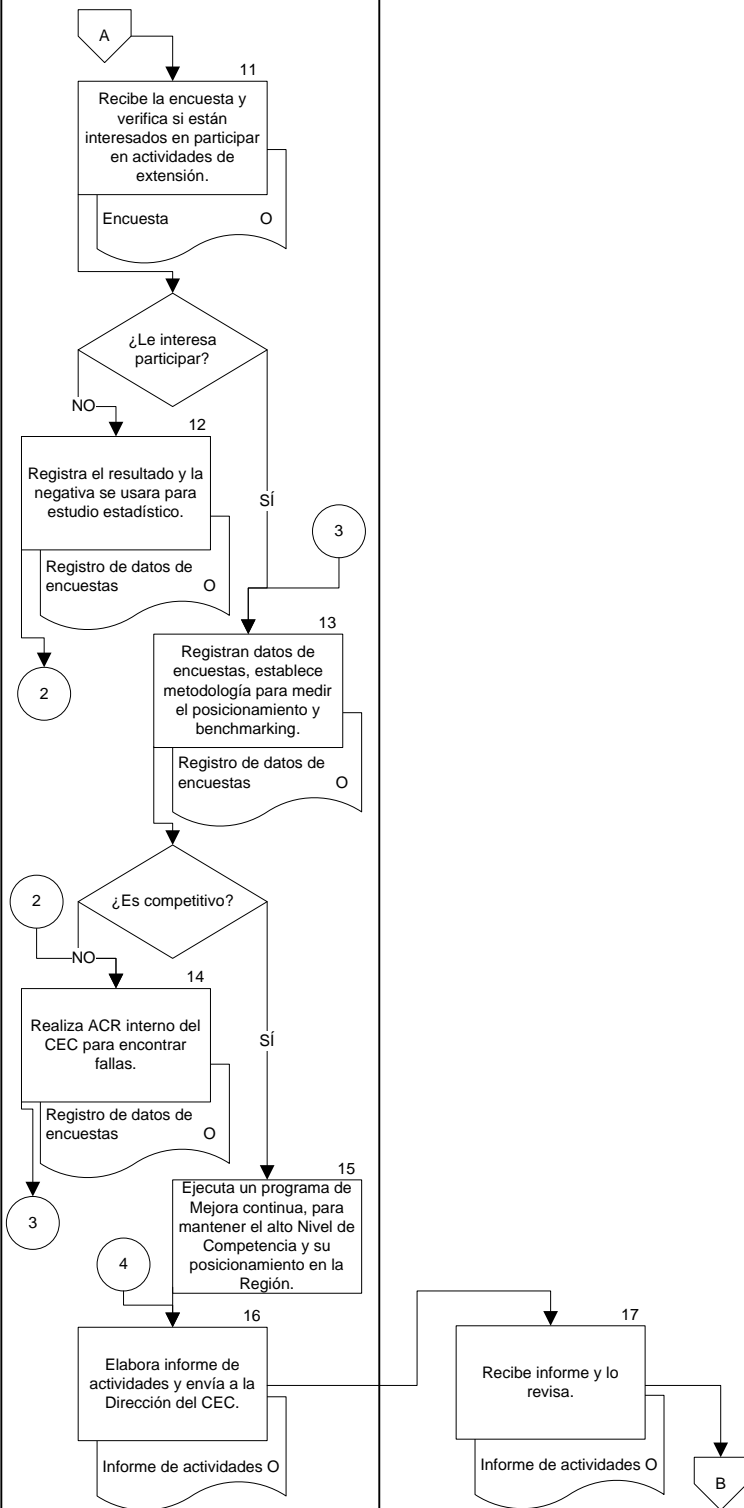 A
11
Recibe la encuesta y
verifica si están
interesados en participar
en actividades de
extensión.
Encuesta O
¿Le interesa
participar?
NO
12
Registra el resultado y la
negativa se usara para
estudio estadístico.
SÍ
3
Registro de datos de
encuestas O
13
Registran datos de
encuestas, establece
metodología para medir
el posicionamiento y
benchmarking.
2
Registro de datos de
encuestas O
2
¿Es competitivo?
NO
14
Realiza ACR interno del
CEC para encontrar
fallas.
SÍ
Registro de datos de
encuestas O
15
Ejecuta un programa de
Mejora continua, para
mantener el alto Nivel de
Competencia y su
posicionamiento en la
Región.
3
4
16
Elabora informe de
actividades y envía a la
Dirección del CEC.
Informe de actividades O
17
Recibe informe y lo
revisa.
Informe de actividades O
B